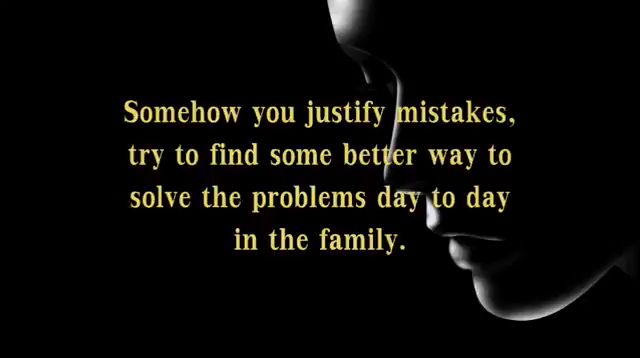 Somehow you justify mistakes,
try to find some better way to
solve the problems day to day
in the family.